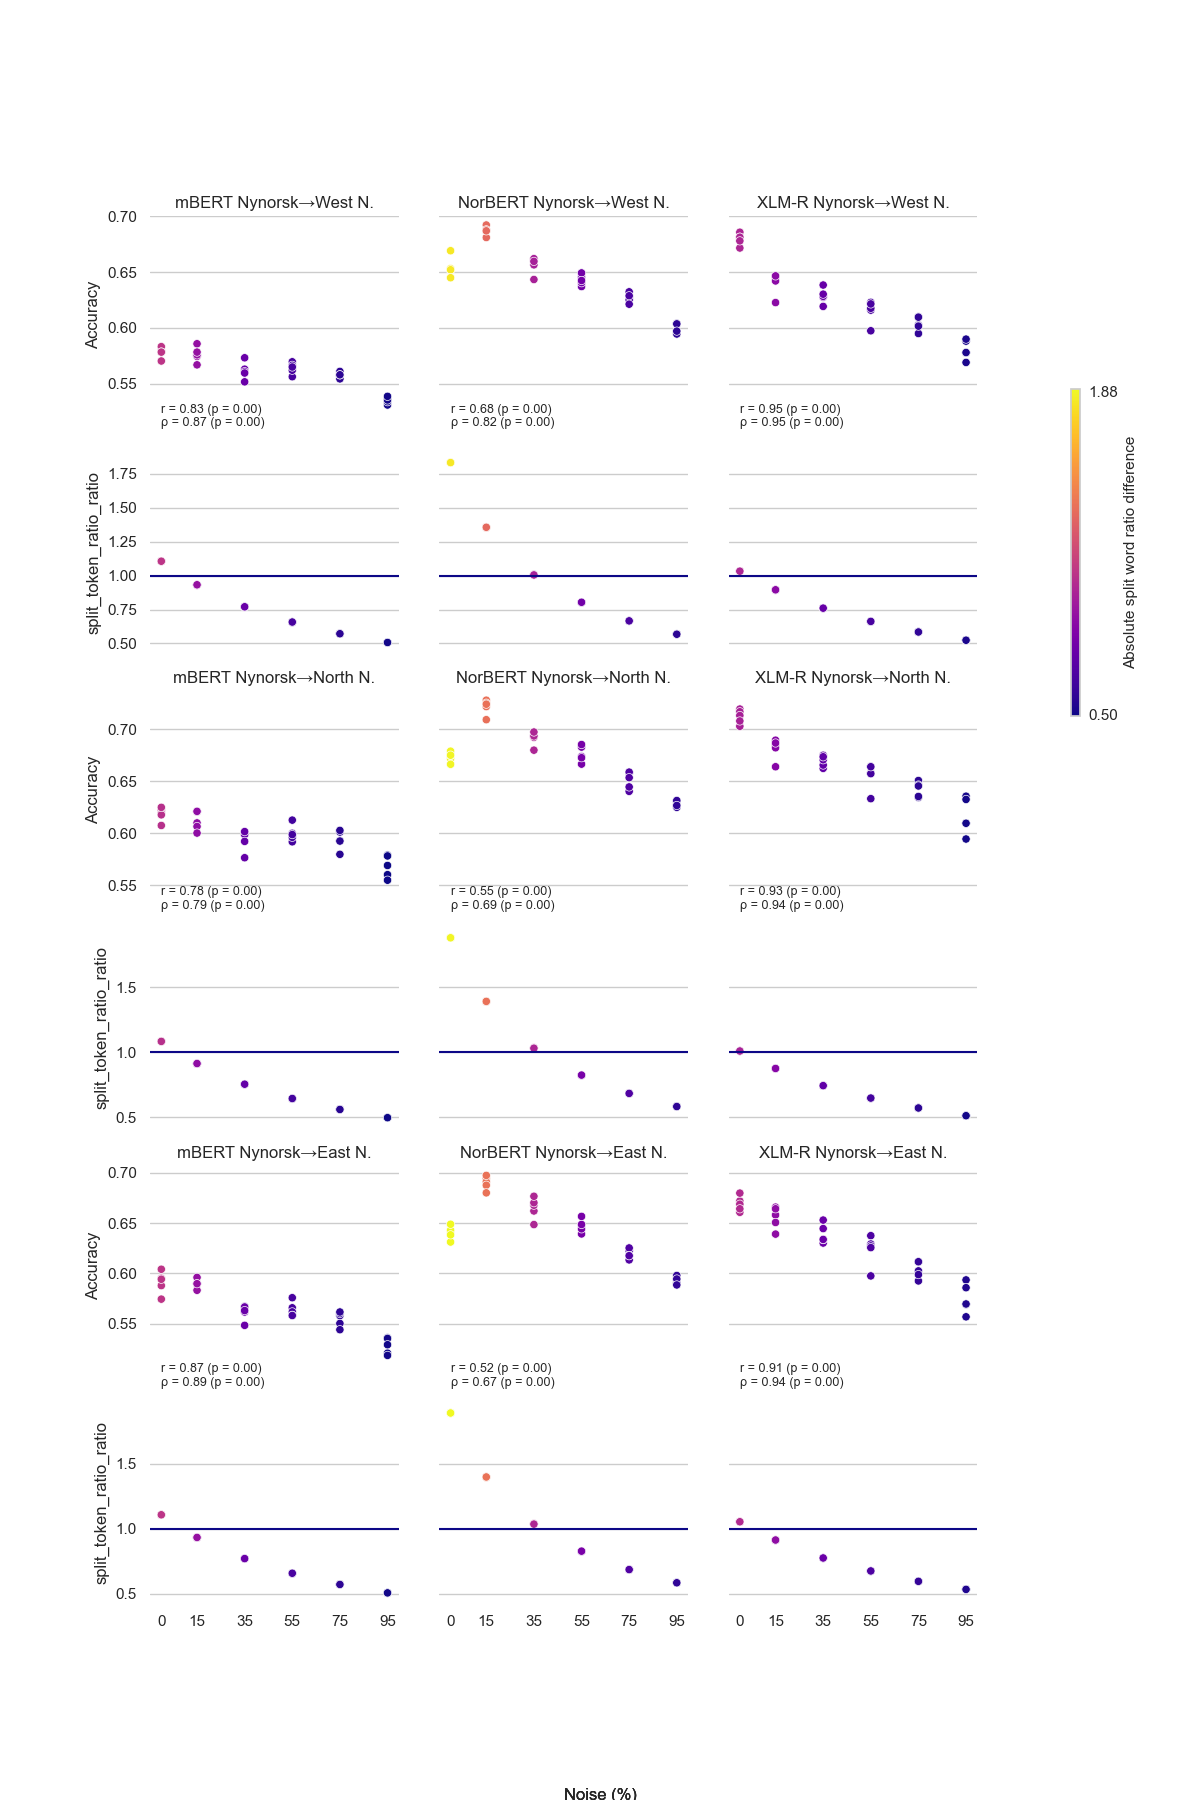 mBERT Nynorsk→West N.
NorBERT Nynorsk→West N.
XLM-R Nynorsk→West N.
0.70
0.65
0.60
0.55
Accuracy
r = 0.83 (p = 0.00)
ρ = 0.87 (p = 0.00)
r = 0.68 (p = 0.00)
ρ = 0.82 (p = 0.00)
r = 0.95 (p = 0.00)
ρ = 0.95 (p = 0.00)
1.75
1.50
1.25
1.00
0.75
0.50
split_token_ratio_ratio
mBERT Nynorsk→North N.
NorBERT Nynorsk→North N.
XLM-R Nynorsk→North N.
0.70
0.65
0.60
0.55
Accuracy
r = 0.78 (p = 0.00)
ρ = 0.79 (p = 0.00)
r = 0.55 (p = 0.00)
ρ = 0.69 (p = 0.00)
r = 0.93 (p = 0.00)
ρ = 0.94 (p = 0.00)
1.5
1.0
0.5
split_token_ratio_ratio
mBERT Nynorsk→East N.
NorBERT Nynorsk→East N.
XLM-R Nynorsk→East N.
0.70
0.65
0.60
0.55
Accuracy
r = 0.87 (p = 0.00)
ρ = 0.89 (p = 0.00)
r = 0.52 (p = 0.00)
ρ = 0.67 (p = 0.00)
r = 0.91 (p = 0.00)
ρ = 0.94 (p = 0.00)
1.5
1.0
0.5
split_token_ratio_ratio
0 15 35 55 75 95
0 15 35 55 75 95
0 15 35 55 75 95
Noise (%)
1.88
0.50
Absolute split word ratio difference